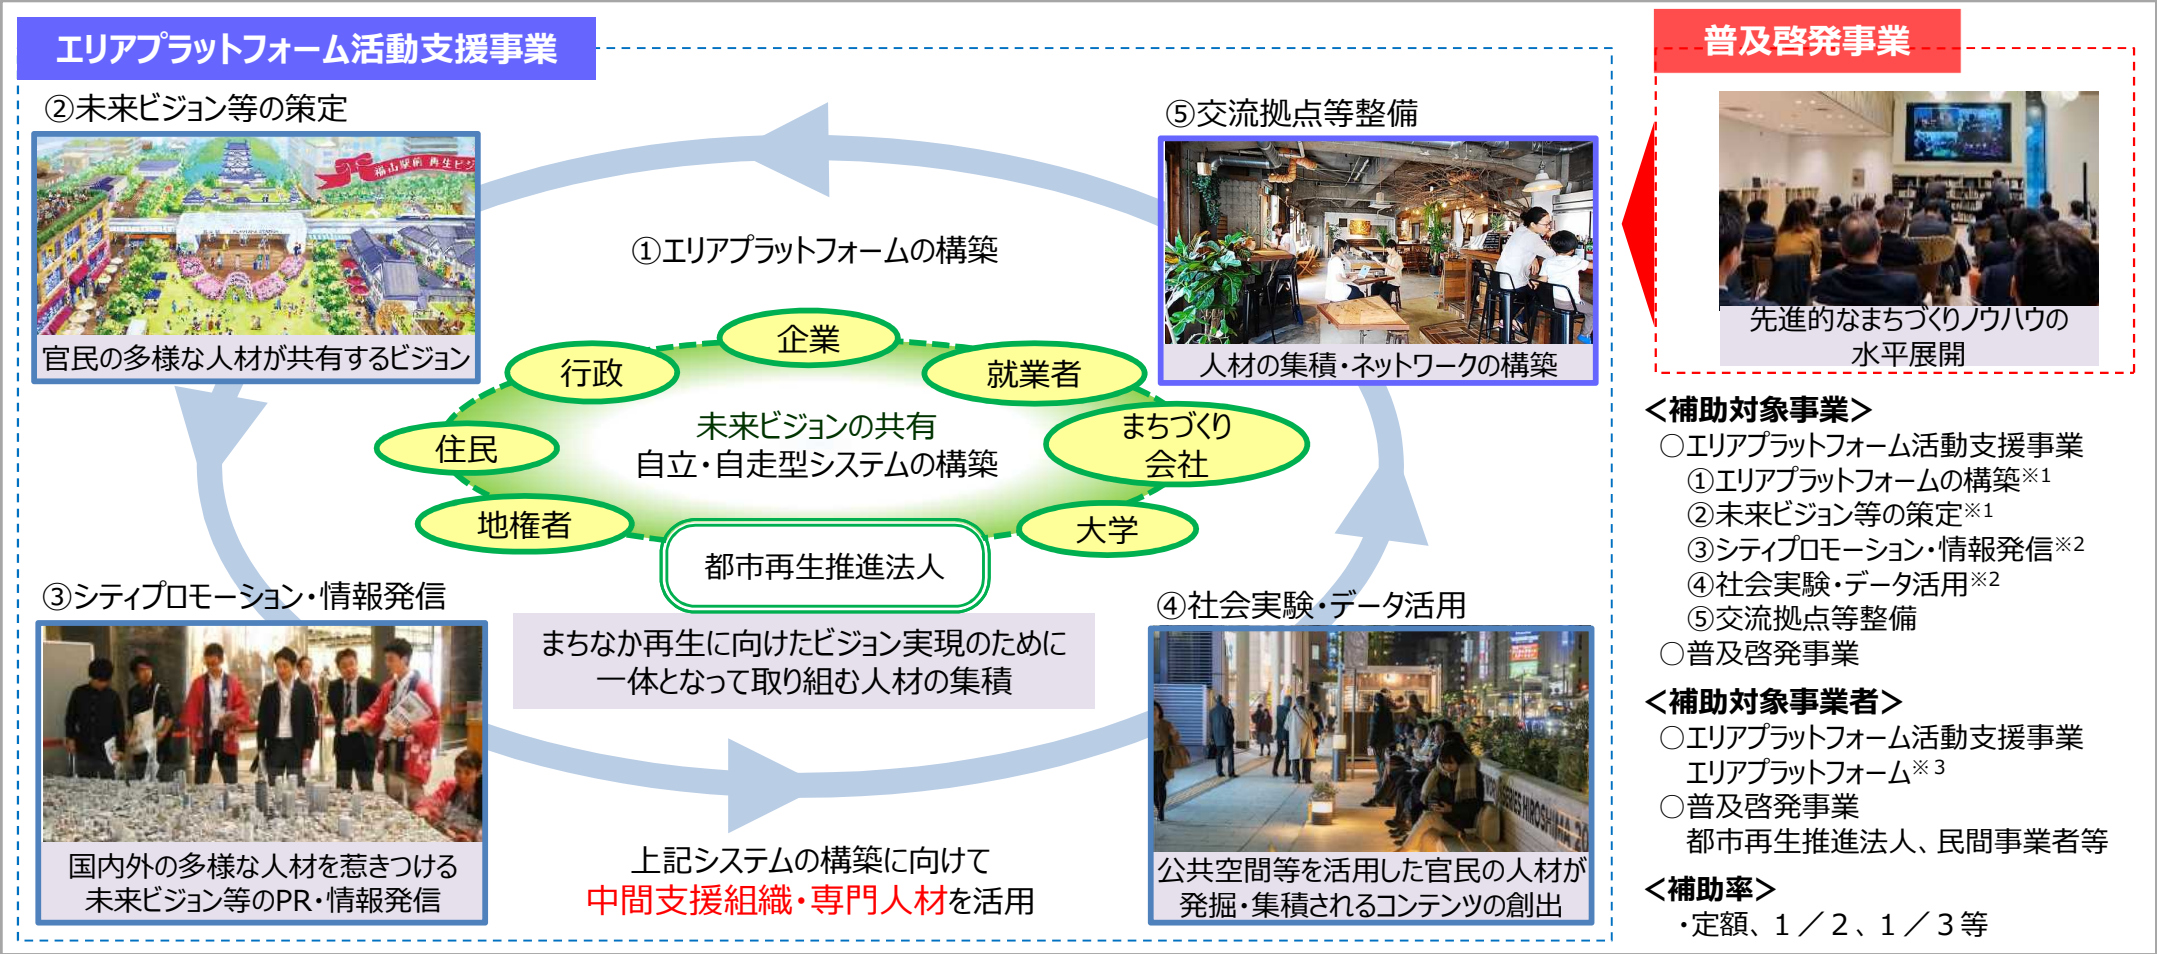 エリアプラットフォーム活動支援事業
②未来ビジョン等の策定
福山駅前 再生ビジ
官民の多様な人材が共有するビジョン
①エリアプラットフォームの構築
⑤交流拠点等整備
人材の集積・ネットワークの構築
企業
行政
就業者
住民
まちづくり
会社
地権者
大学
未来ビジョンの共有
自立・自走型システムの構築
都市再生推進法人
まちなか再生に向けたビジョン実現のために
一体となって取り組む人材の集積
③シティプロモーション・情報発信
国内外の多様な人材を惹きつける
未来ビジョン等のPR・情報発信
上記システムの構築に向けて
中間支援組織・専門人材を活用
④社会実験・データ活用
公共空間等を活用した官民の人材が
発掘・集積されるコンテンツの創出
普及啓発事業
先進的なまちづくりノウハウの
水平展開
<補助対象事業>
○エリアプラットフォーム活動支援事業
①エリアプラットフォームの構築※1
②未来ビジョン等の策定※1
③シティプロモーション・情報発信※2
④社会実験・データ活用※2
⑤交流拠点等整備
○普及啓発事業
<補助対象事業者>
○エリアプラットフォーム活動支援事業
エリアプラットフォーム※3
○普及啓発事業
都市再生推進法人、民間事業者等
<補助率>
・定額、1／2、1／3等